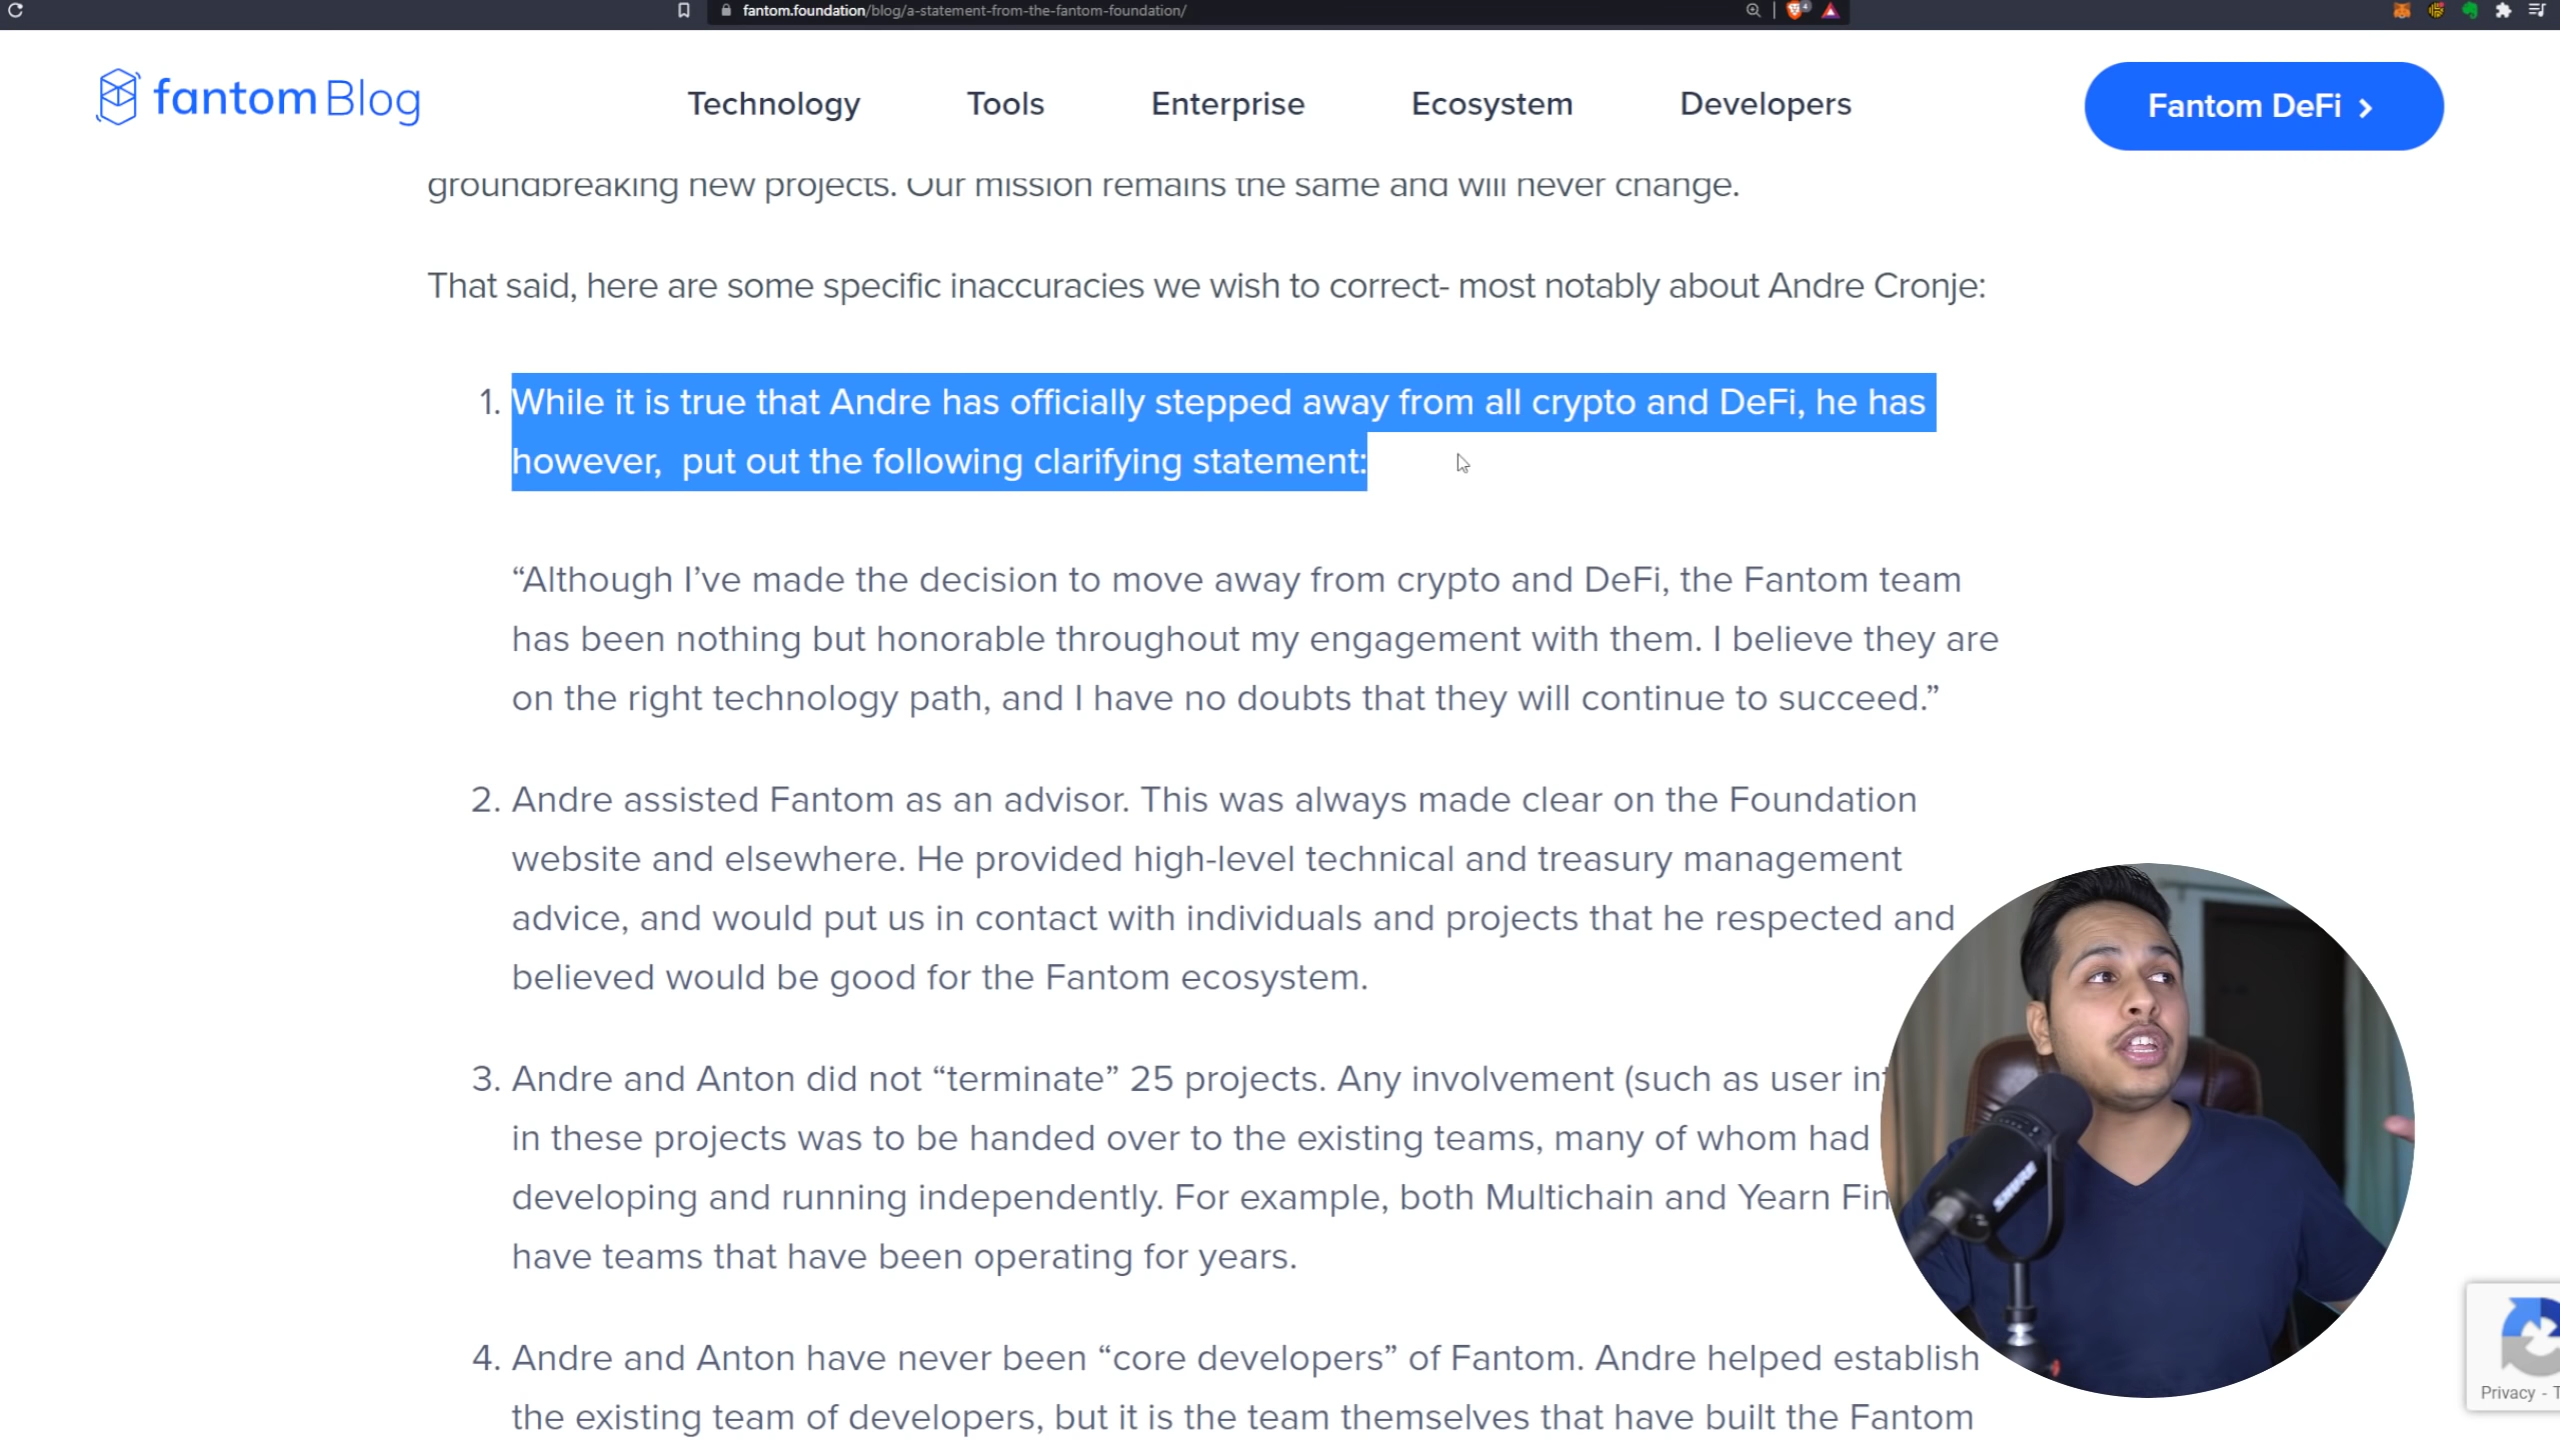 fantom.foundation/blog/a-statement-from-the-fantom-foundation/
4
fantom Blog
Technology
Tools
Enterprise
Ecosystem
Developers
Fantom DeFi
groundbreaking new projects. Our mission remains the same and will never change.
That said, here are some specific inaccuracies we wish to correct- most notably about Andre Cronje:
1. While it is true that Andre has officially stepped away from all crypto and DeFi, he has
however,  put out the following clarifying statement:
“Although I’ve made the decision to move away from crypto and DeFi, the Fantom team
has been nothing but honorable throughout my engagement with them. I believe they are
on the right technology path, and I have no doubts that they will continue to succeed.”
2. Andre assisted Fantom as an advisor. This was always made clear on the Foundation
website and elsewhere. He provided high-level technical and treasury management
advice, and would put us in contact with individuals and projects that he respected and
believed would be good for the Fantom ecosystem.
3. Andre and Anton did not “terminate” 25 projects. Any involvement (such as user
in these projects was to be handed over to the existing teams, many of whom had
developing and running independently. For example, both Multichain and Yearn Fin
have teams that have been operating for years.
4. Andre and Anton have never been “core developers” of Fantom. Andre helped establish
the existing team of developers, but it is the team themselves that have built the Fantom
SHURE
Privacy - T